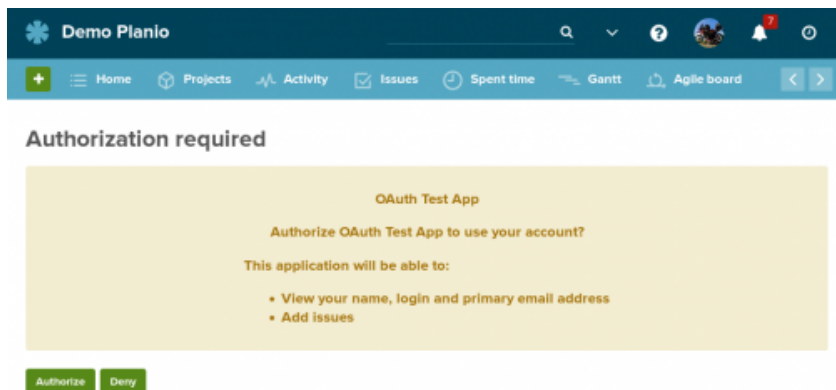 Demo Planio
7
+ Home Projects Activity Issues Spent time Gantt Agile board
Authorization required
OAuth Test App
Authorize OAuth Test App to use your account?
This application will be able to:
• View your name, login and primary email address
• Add issues
Authorize Deny